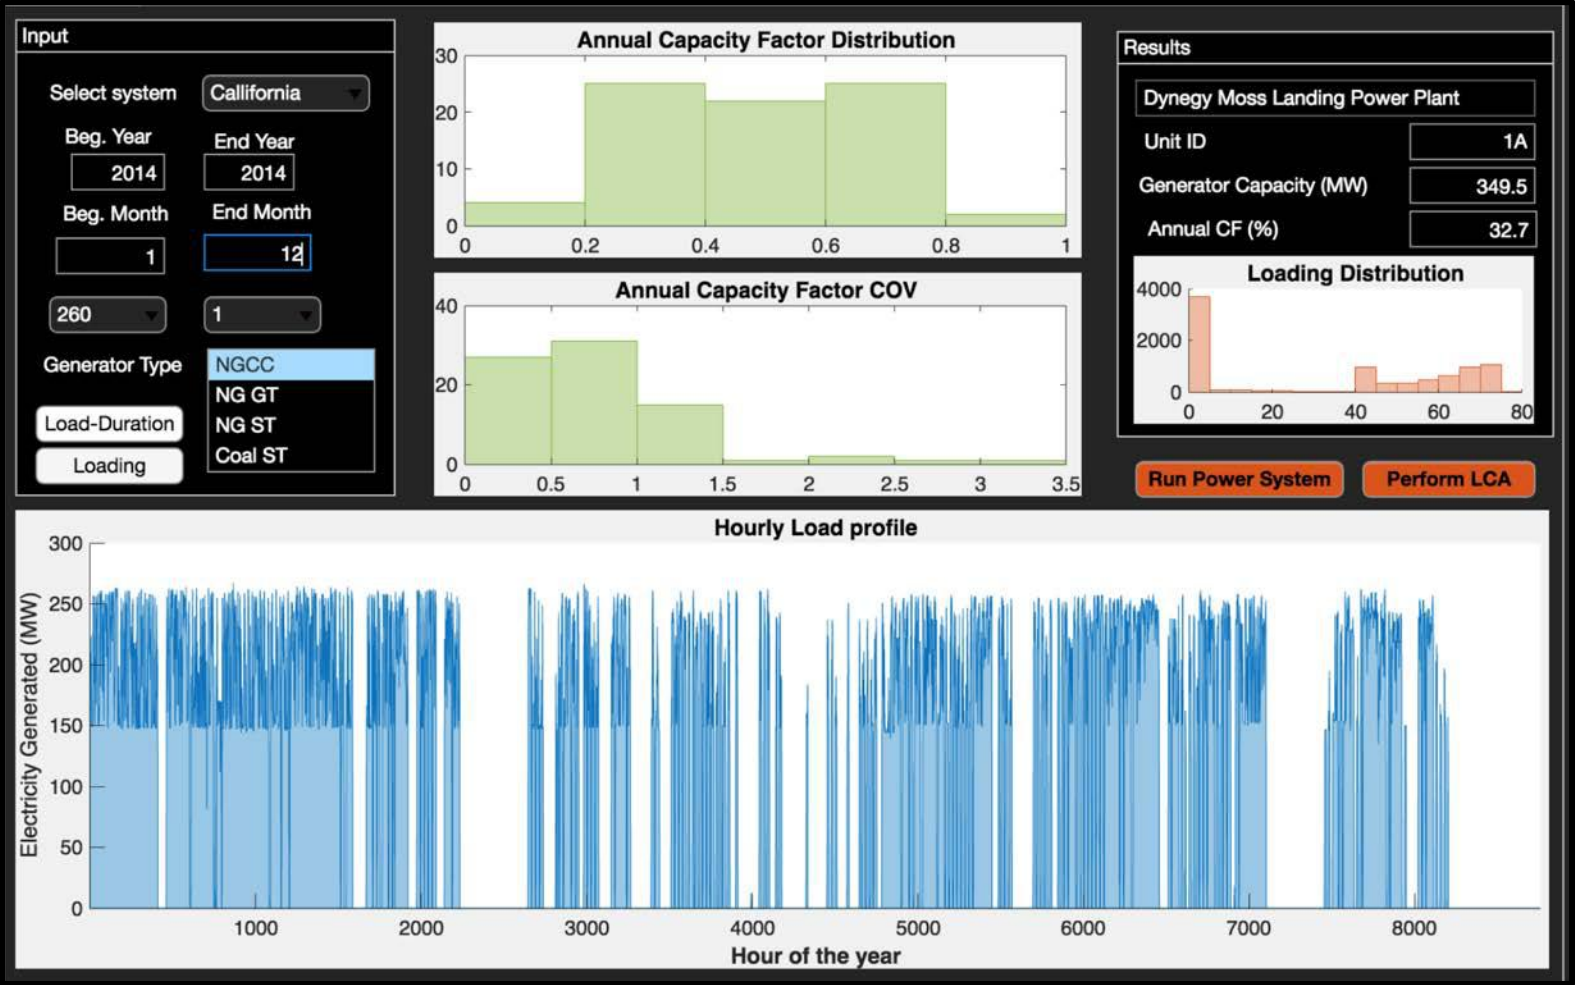 Input
Select system
Callifornia
Beg. Year
End Year
2014
2014
Beg. Month
End Month
1
12
260
1
Generator Type
NGCC
NG GT
NG ST
Coal ST
Load-Duration
Loading
Annual Capacity Factor Distribution
30
20
10
0
0 0.2 0.4 0.6 0.8 1
Annual Capacity Factor COV
40
20
0
0 0.5 1 1.5 2 2.5 3 3.5
Results
Dynegy Moss Landing Power Plant
Unit ID
1A
Generator Capacity (MW)
349.5
Annual CF (%)
32.7
Loading Distribution
4000
2000
0
0 20 40 60 80
Run Power System
Perform LCA
Hourly Load profile
Electricity Generated (MW)
300
250
200
150
100
50
0
1000 2000 3000 4000 5000 6000 7000 8000
Hour of the year